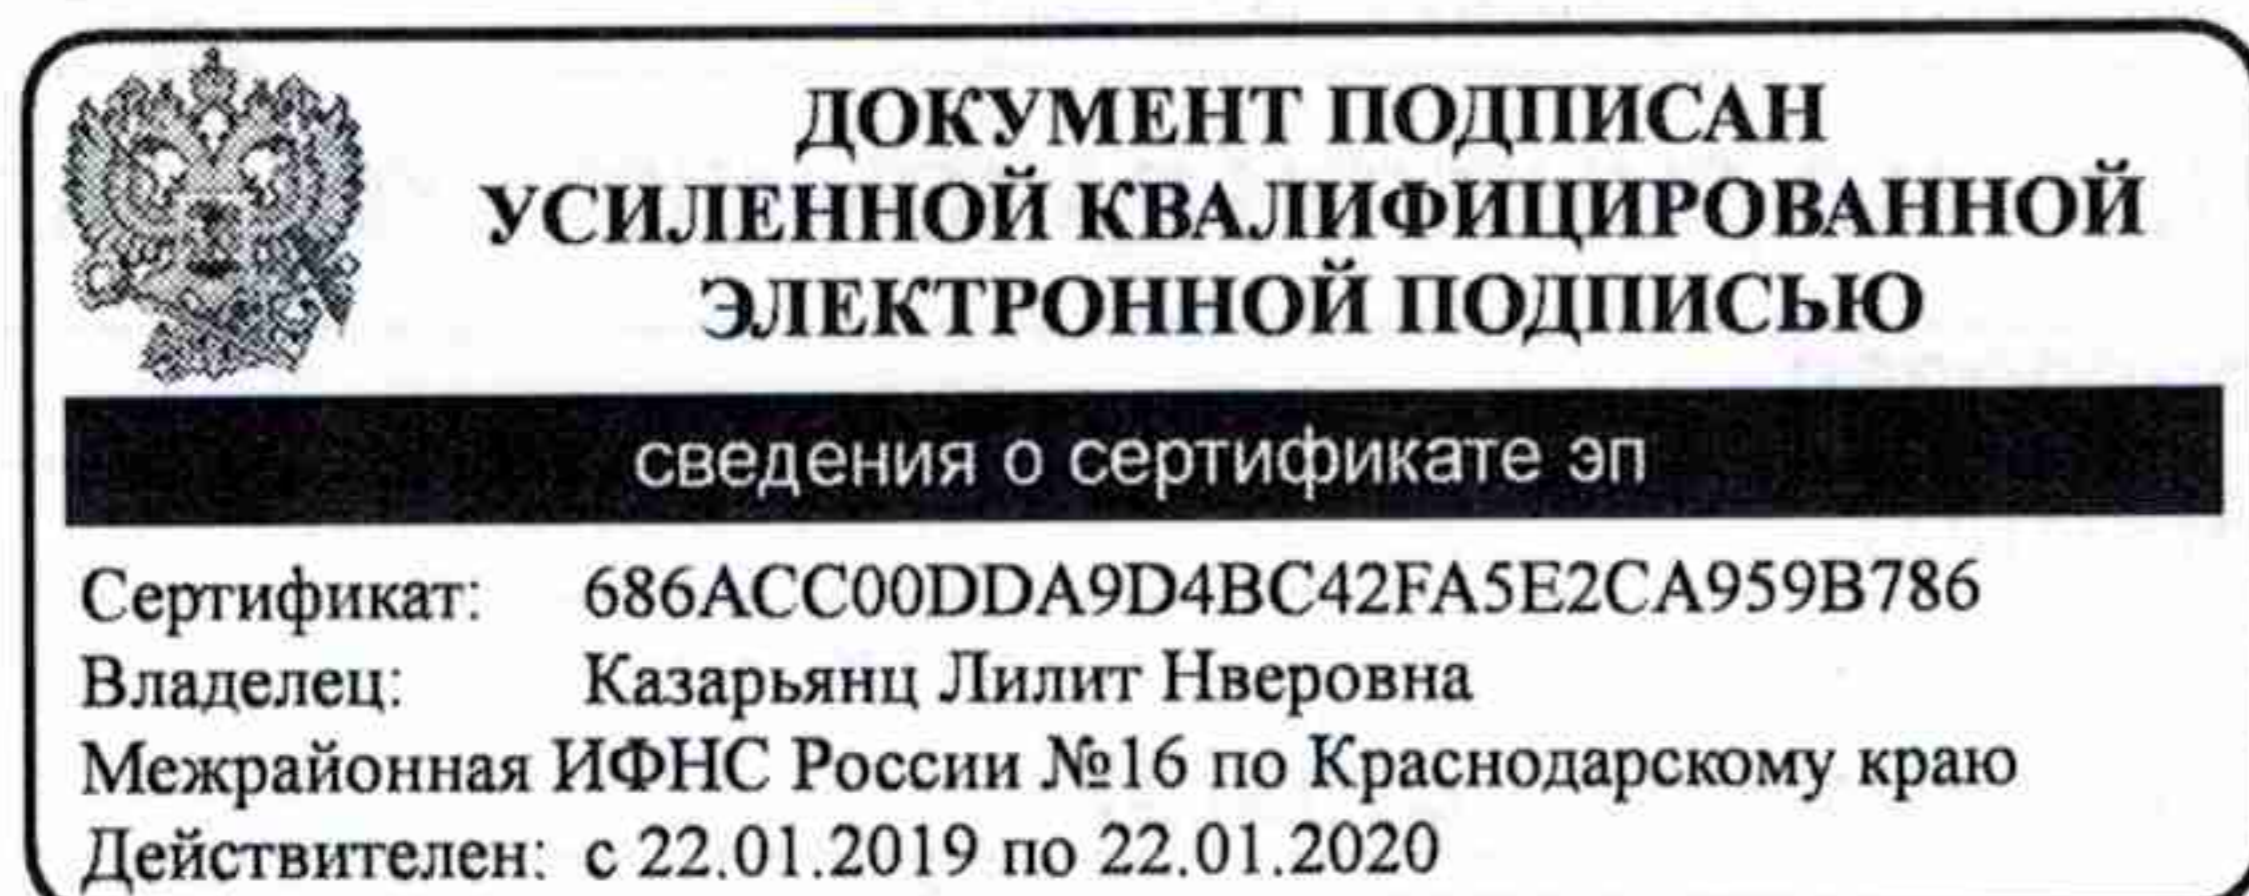 ДОКУМЕНТ ПОДПИСАН
УСИЛЕННОЙ КВАЛИФИЦИРОВАННОЙ
ЭЛЕКТРОННОЙ ПОДПИСЬЮ
сведения о сертификате эп
Сертификат: 686ACC00DDA9D4BC42FA5E2CA959B786
Владелец: Казарьянц Лилит Нверовна
Межрайонная ИФНС России №16 по Краснодарскому краю
Действителен: с 22.01.2019 по 22.01.2020